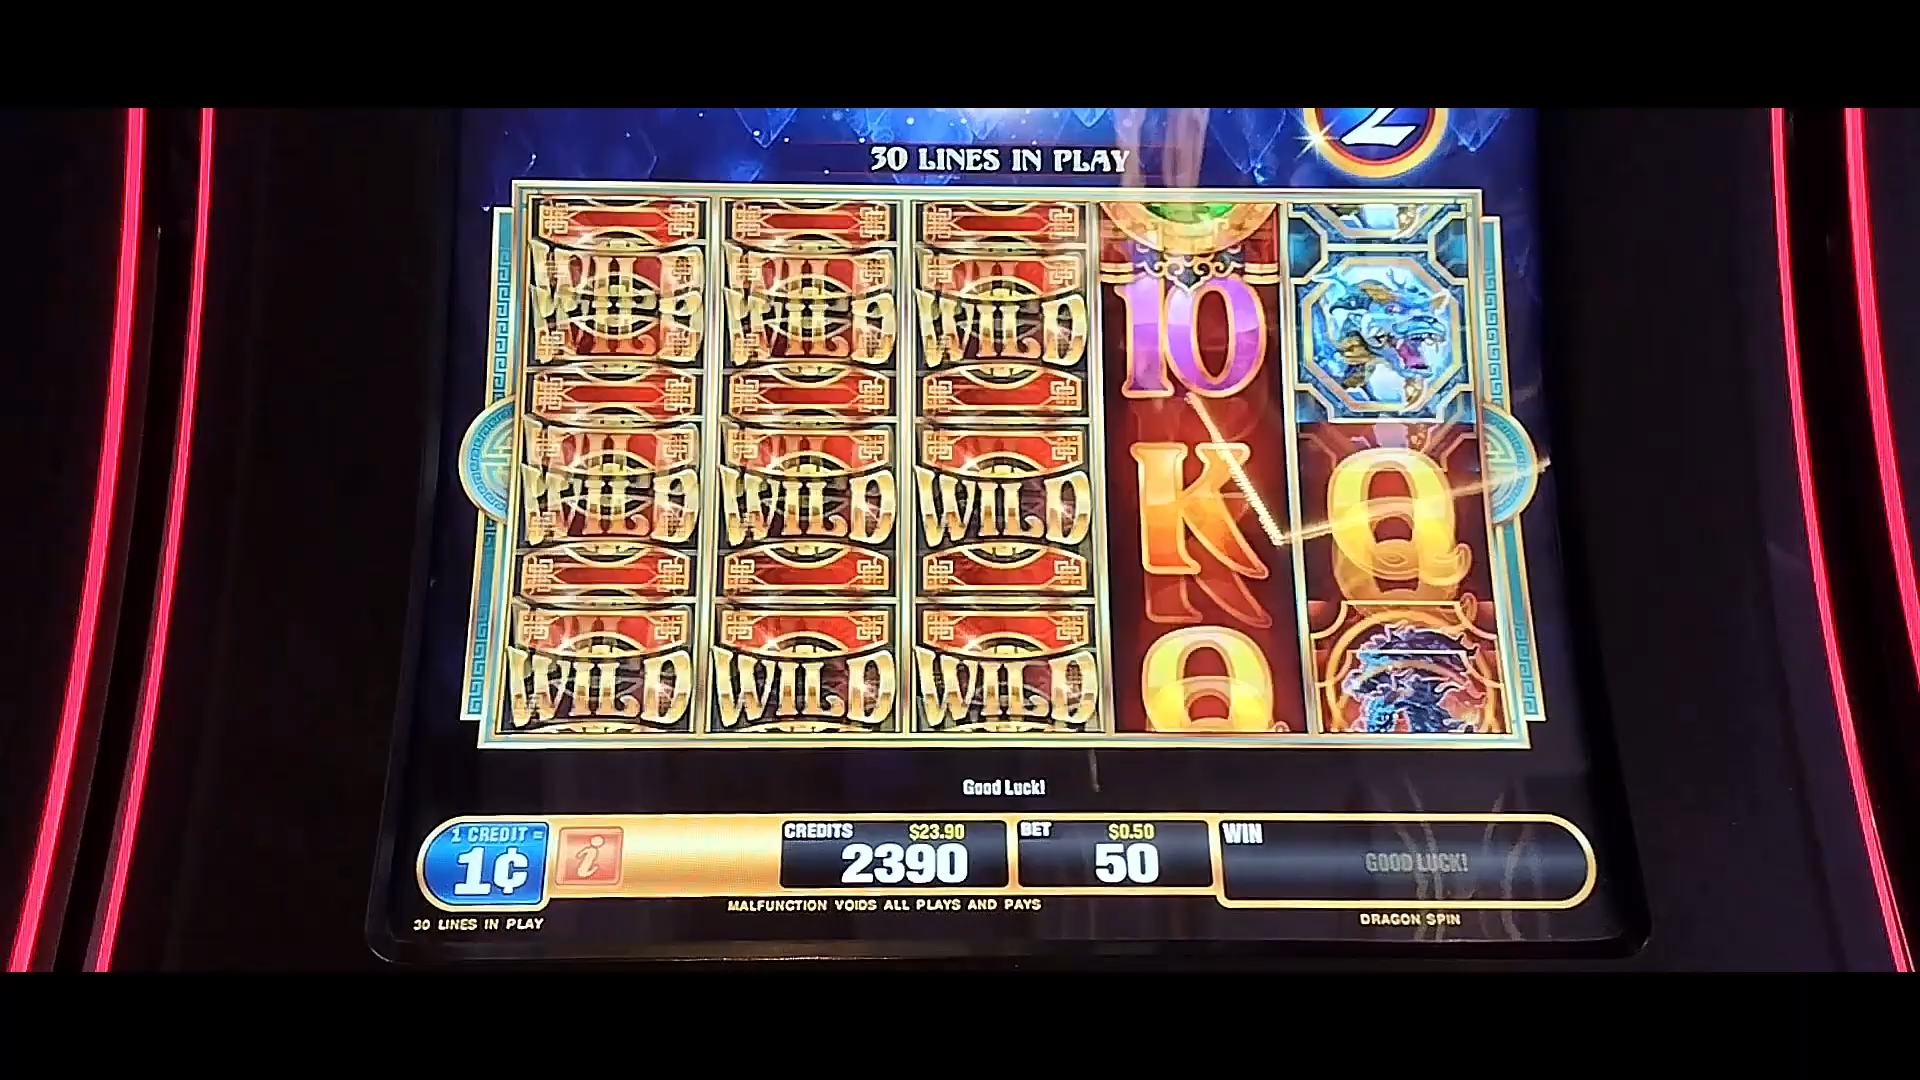 2
30 LINES IN PLAY
WILD WILD WILD 10
WILD WILD WILD K Q
WILD WILD WILD Q
Good Luck!
1 CREDIT =
1¢
i
CREDITS $23.90
2390
BET $0.50
50
WIN
GOOD LUCK!
MALFUNCTION VOIDS ALL PLAYS AND PAYS
30 LINES IN PLAY
DRAGON SPIN